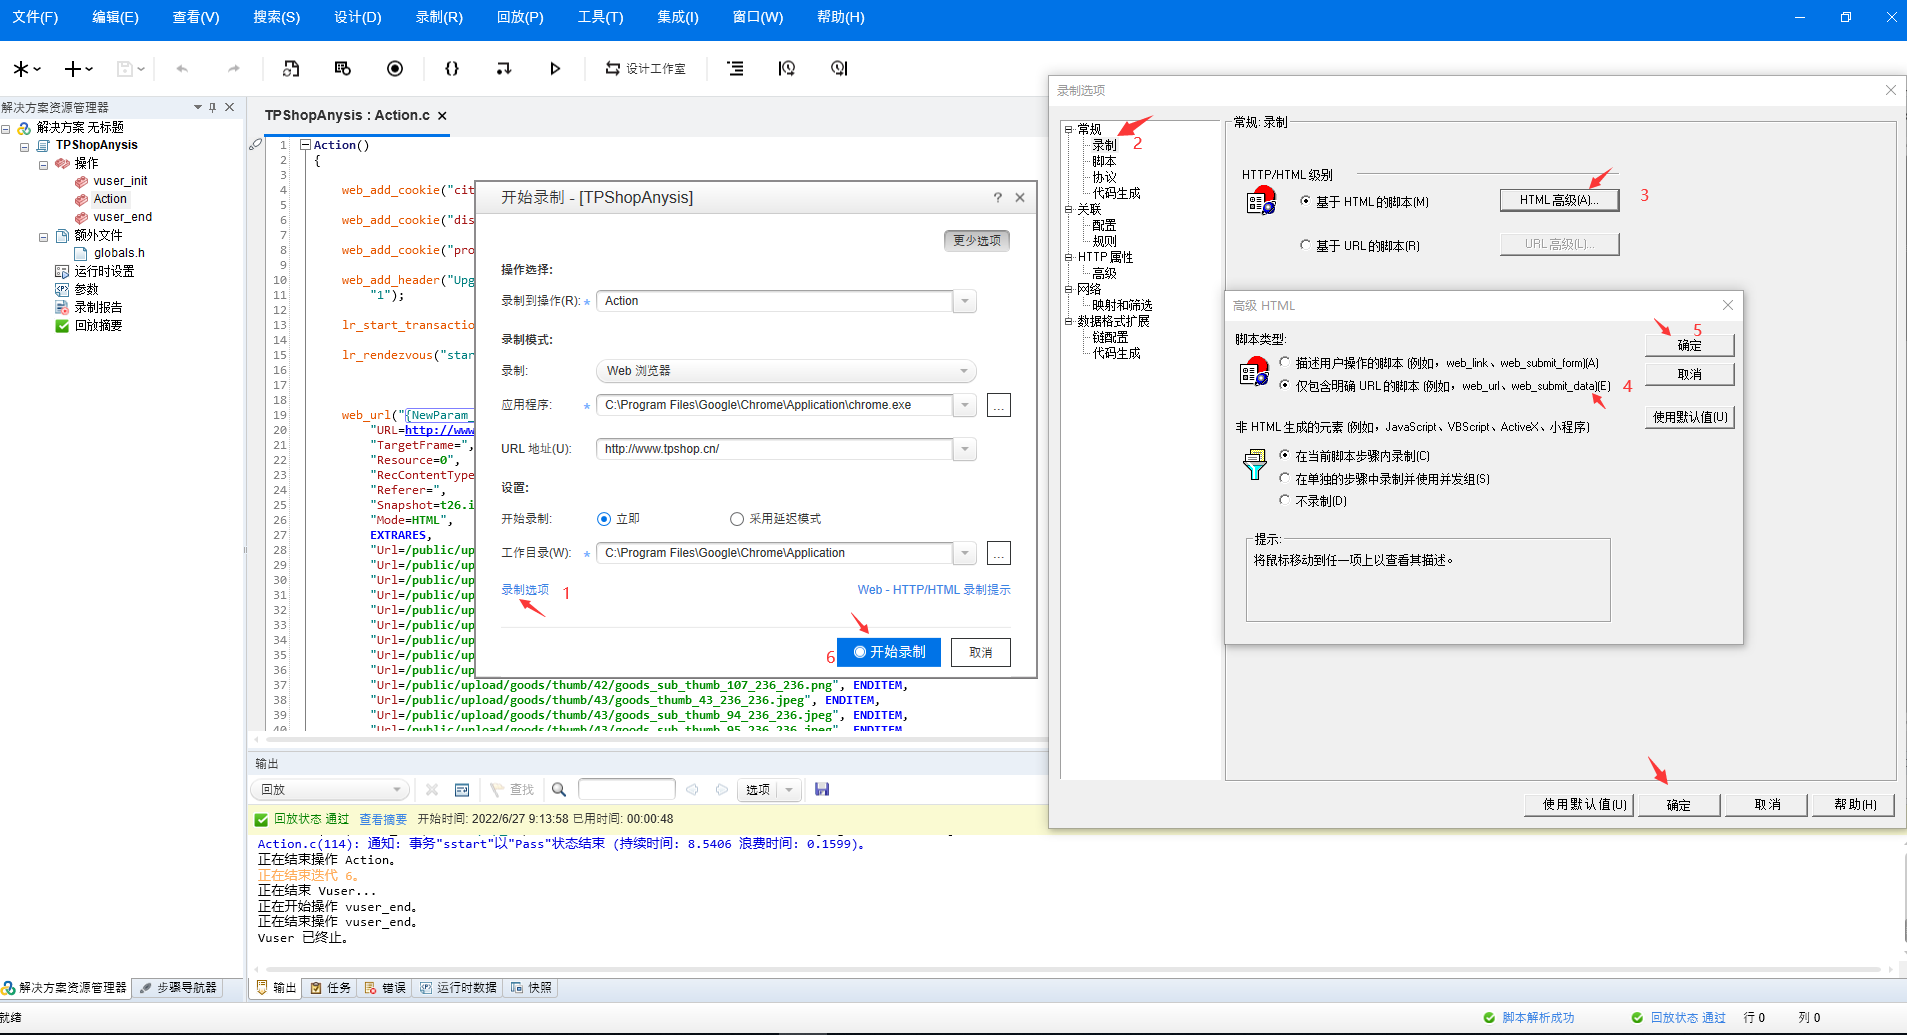 文件(F) 编辑(E) 查看(V) 搜索(S) 设计(D) 录制(R) 回放(P) 工具(T) 集成(I) 窗口(W) 帮助(H)
设计工作室
解决方案资源管理器
解决方案 无标题
TPShopAnysis
操作
vuser_init
Action
vuser_end
额外文件
globals.h
运行时设置
参数
录制报告
回放摘要
TPShopAnysis : Action.c
1 Action()
2 {
3
4 web_add_cookie("cit
5
6 web_add_cookie("dis
7
8 web_add_cookie("pro
9
10 web_add_header("Upg
11 "1");
12
13 lr_start_transactio
14
15 lr_rendezvous("star
16
17
18
19 web_url("{NewParam_
20 "URL=http://www
21 "TargetFrame=",
22 "Resource=0",
23 "RecContentType
24 "Referer=",
25 "Snapshot=t26.i
26 "Mode=HTML",
27 EXTRARES,
28 "Url=/public/up
29 "Url=/public/up
30 "Url=/public/up
31 "Url=/public/up
32 "Url=/public/up
33 "Url=/public/up
34 "Url=/public/up
35 "Url=/public/up
36 "Url=/public/up
37 "Url=/public/upload/goods/thumb/42/goods_sub_thumb_107_236_236.png", ENDITEM,
38 "Url=/public/upload/goods/thumb/43/goods_thumb_43_236_236.jpeg", ENDITEM,
39 "Url=/public/upload/goods/thumb/43/goods_sub_thumb_94_236_236.jpeg", ENDITEM,
40 "Url=/public/upload/goods/thumb/43/goods_sub_thumb_95_236_236.jpeg", ENDITEM,
开始录制 - [TPShopAnysis]
?
更少选项
操作选择:
录制到操作(R): * Action
录制模式:
录制: Web 浏览器
应用程序: * C:\Program Files\Google\Chrome\Application\chrome.exe ...
URL 地址(U): http://www.tpshop.cn/
设置:
开始录制: 立即 采用延迟模式
工作目录(W): * C:\Program Files\Google\Chrome\Application ...
录制选项 1 Web - HTTP/HTML 录制提示
6 开始录制 取消
录制选项
常规
录制 2
脚本
协议
代码生成
关联
配置
规则
HTTP 属性
高级
网络
映射和筛选
数据格式扩展
链配置
代码生成
常规: 录制
HTTP/HTML 级别
基于 HTML 的脚本(M) HTML 高级(A)... 3
基于 URL 的脚本(R) URL 高级(L)...
高级 HTML
脚本类型:
描述用户操作的脚本 (例如，web_link、web_submit_form)(A)
仅包含明确 URL 的脚本 (例如，web_url、web_submit_data)(E) 4
5
确定
取消
使用默认值(U)
非 HTML 生成的元素 (例如，JavaScript、VBScript、ActiveX、小程序)
在当前脚本步骤内录制(C)
在单独的步骤中录制并使用并发组(S)
不录制(D)
提示:
将鼠标移动到任一项上以查看其描述。
使用默认值(U) 确定 取消 帮助(H)
输出
回放 查找 选项
回放状态 通过 查看摘要 开始时间: 2022/6/27 9:13:58 已用时间: 00:00:48
Action.c(114): 通知: 事务"sstart"以"Pass"状态结束 (持续时间: 8.5406 浪费时间: 0.1599)。
正在结束操作 Action。
正在结束迭代 6。
正在结束 Vuser...
正在开始操作 vuser_end。
正在结束操作 vuser_end。
Vuser 已终止。
解决方案资源管理器 步骤导航器 输出 任务 错误 运行时数据 快照
就绪 脚本解析成功 回放状态 通过 行 0 列 0